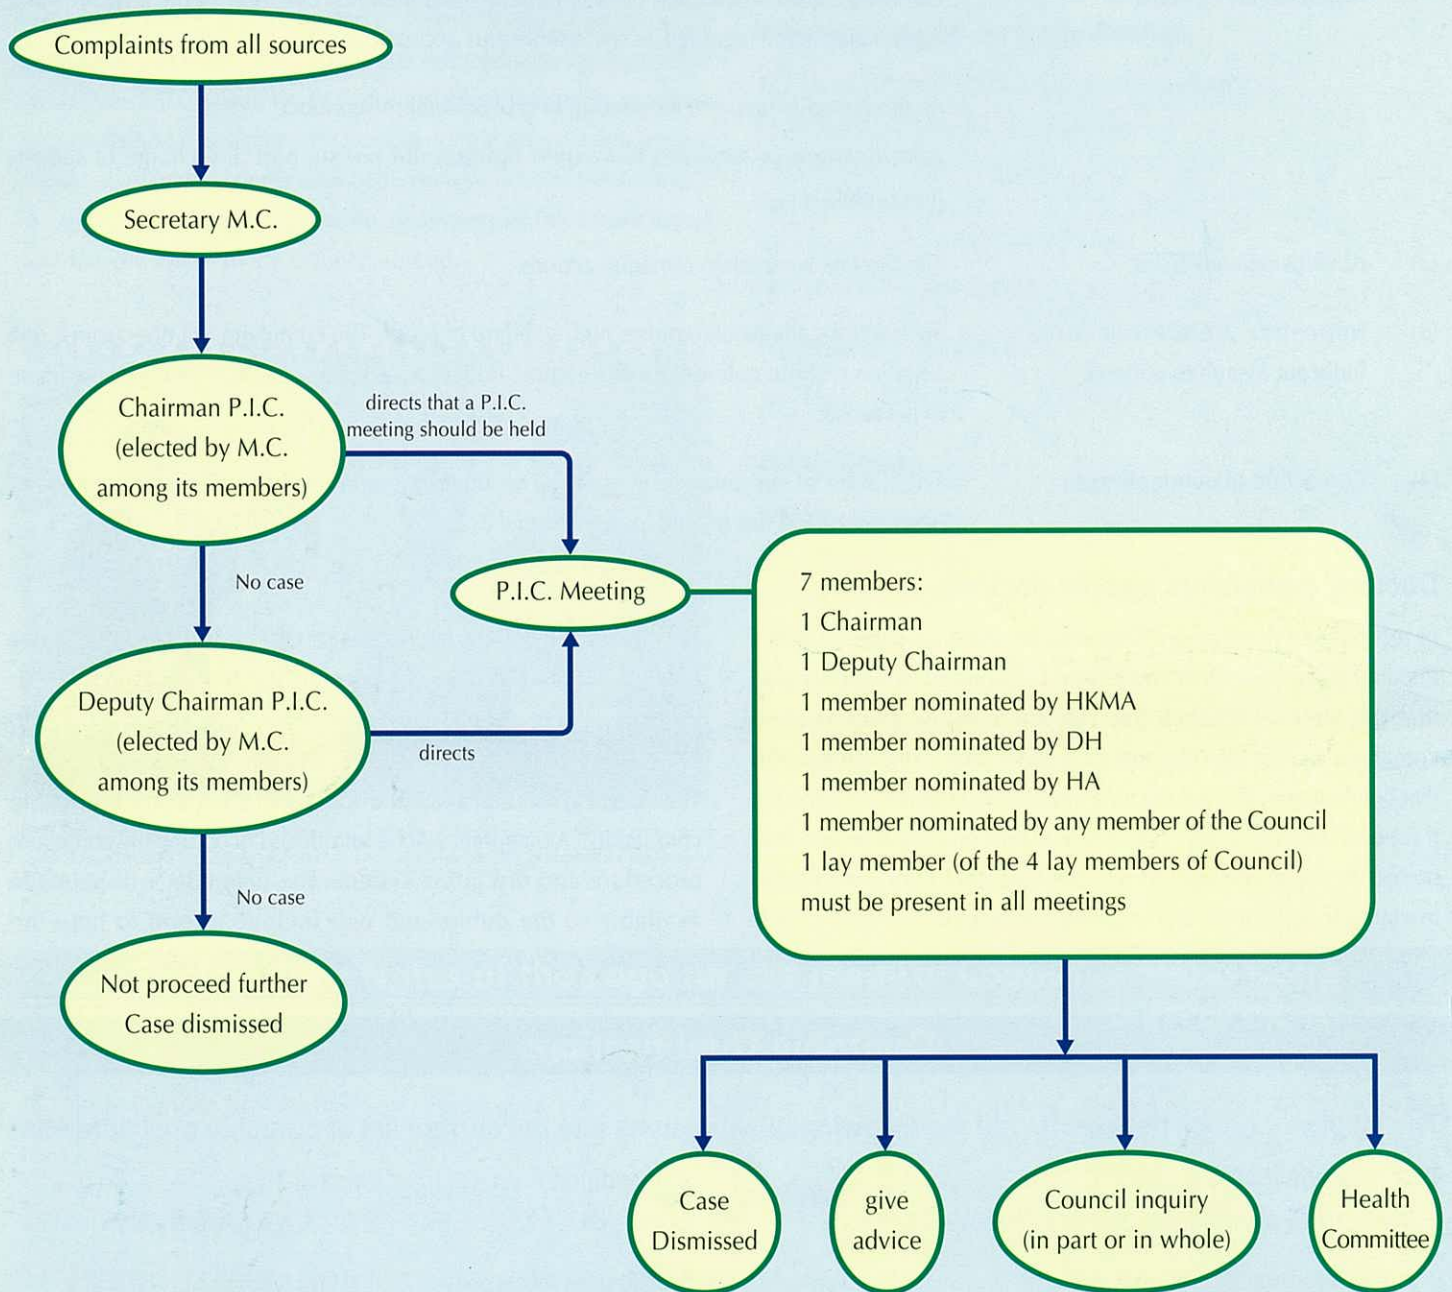 Complaints from all sources
Secretary M.C.
Chairman P.I.C.
(elected by M.C.
among its members)
directs that a P.I.C.
meeting should be held
No case
P.I.C. Meeting
Deputy Chairman P.I.C.
(elected by M.C.
among its members)
directs
No case
Not proceed further
Case dismissed
7 members:
1 Chairman
1 Deputy Chairman
1 member nominated by HKMA
1 member nominated by DH
1 member nominated by HA
1 member nominated by any member of the Council
1 lay member (of the 4 lay members of Council)
must be present in all meetings
Case
Dismissed
give
advice
Council inquiry
(in part or in whole)
Health
Committee